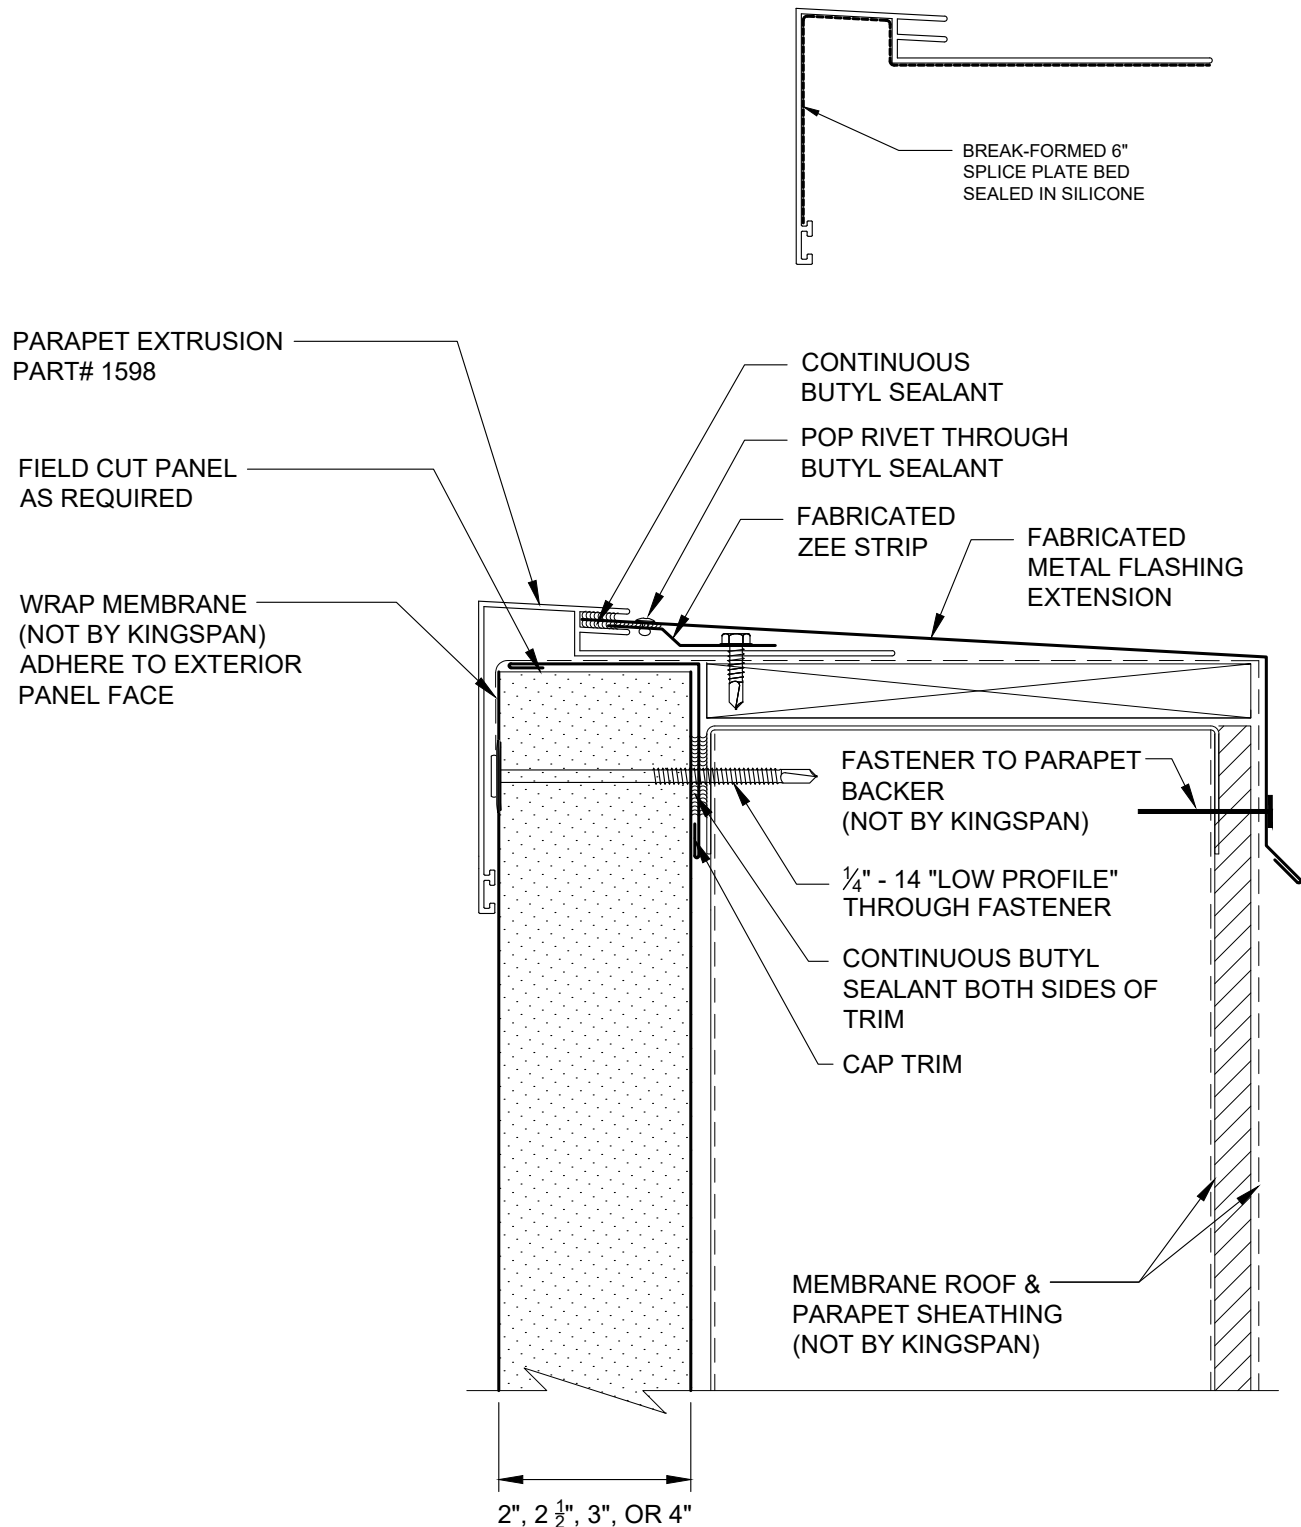 BREAK-FORMED 6"
SPLICE PLATE BED
SEALED IN SILICONE
PARAPET EXTRUSION
PART# 1598
FIELD CUT PANEL
AS REQUIRED
WRAP MEMBRANE
(NOT BY KINGSPAN)
ADHERE TO EXTERIOR
PANEL FACE
CONTINUOUS
BUTYL SEALANT
POP RIVET THROUGH
BUTYL SEALANT
FABRICATED
ZEE STRIP
FABRICATED
METAL FLASHING
EXTENSION
FASTENER TO PARAPET
BACKER
(NOT BY KINGSPAN)
1/4" - 14 "LOW PROFILE"
THROUGH FASTENER
CONTINUOUS BUTYL
SEALANT BOTH SIDES OF
TRIM
CAP TRIM
MEMBRANE ROOF &
PARAPET SHEATHING
(NOT BY KINGSPAN)
2", 2 1/2", 3", OR 4"